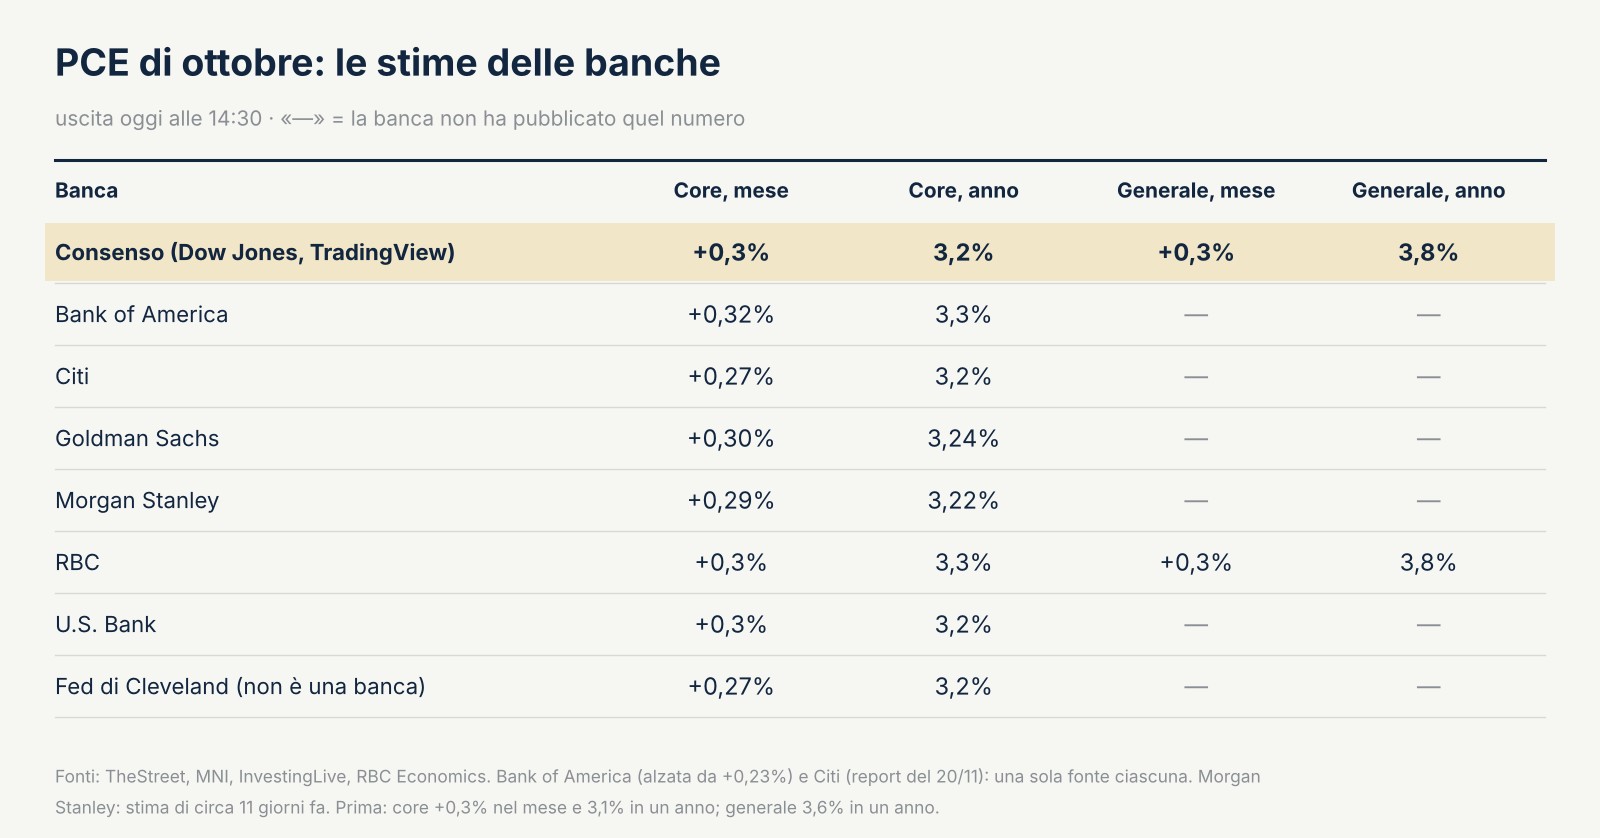 PCE di ottobre: le stime delle banche
uscita oggi alle 14:30 · «—» = la banca non ha pubblicato quel numero
Banca Core, mese Core, anno Generale, mese Generale, anno
Consenso (Dow Jones, TradingView) +0,3% 3,2% +0,3% 3,8%
Bank of America +0,32% 3,3% — —
Citi +0,27% 3,2% — —
Goldman Sachs +0,30% 3,24% — —
Morgan Stanley +0,29% 3,22% — —
RBC +0,3% 3,3% +0,3% 3,8%
U.S. Bank +0,3% 3,2% — —
Fed di Cleveland (non è una banca) +0,27% 3,2% — —
Fonti: TheStreet, MNI, InvestingLive, RBC Economics. Bank of America (alzata da +0,23%) e Citi (report del 20/11): una sola fonte ciascuna. Morgan
Stanley: stima di circa 11 giorni fa. Prima: core +0,3% nel mese e 3,1% in un anno; generale 3,6% in un anno.